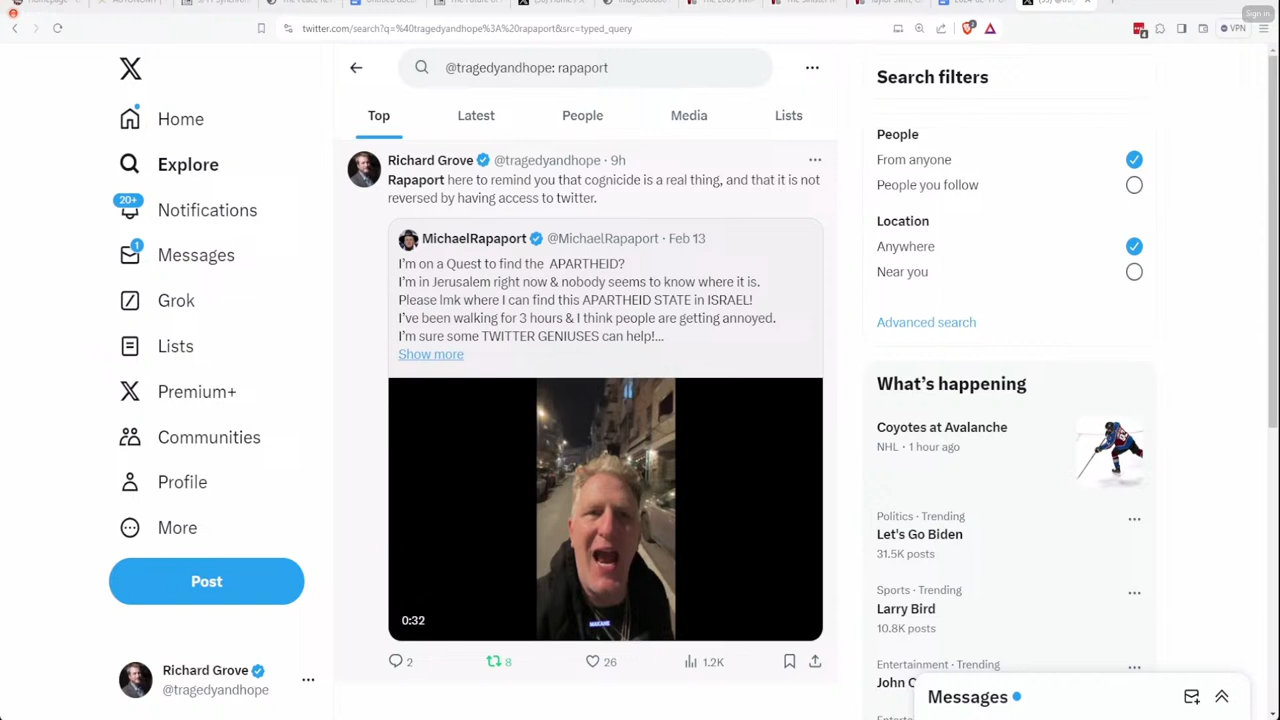 Sign in
twitter.com/search?q=%40tragedyandhope%3A%20rapaport&src=typed_query
VPN
@tragedyandhope: rapaport
Top
Latest
People
Media
Lists
Home
Explore
20+
Notifications
1
Messages
Grok
Lists
Premium+
Communities
Profile
More
Post
Richard Grove
@tragedyandhope
Richard Grove @tragedyandhope · 9h
Rapaport here to remind you that cognicide is a real thing, and that it is not
reversed by having access to twitter.
MichaelRapaport @MichaelRapaport · Feb 13
I'm on a Quest to find the APARTHEID?
I'm in Jerusalem right now & nobody seems to know where it is.
Please lmk where I can find this APARTHEID STATE in ISRAEL!
I've been walking for 3 hours & I think people are getting annoyed.
I'm sure some TWITTER GENIUSES can help!...
Show more
0:32
2
8
26
1.2K
Search filters
People
From anyone
People you follow
Location
Anywhere
Near you
Advanced search
What's happening
Coyotes at Avalanche
NHL · 1 hour ago
Politics · Trending
Let's Go Biden
31.5K posts
Sports · Trending
Larry Bird
10.8K posts
Entertainment · Trending
John
Messages